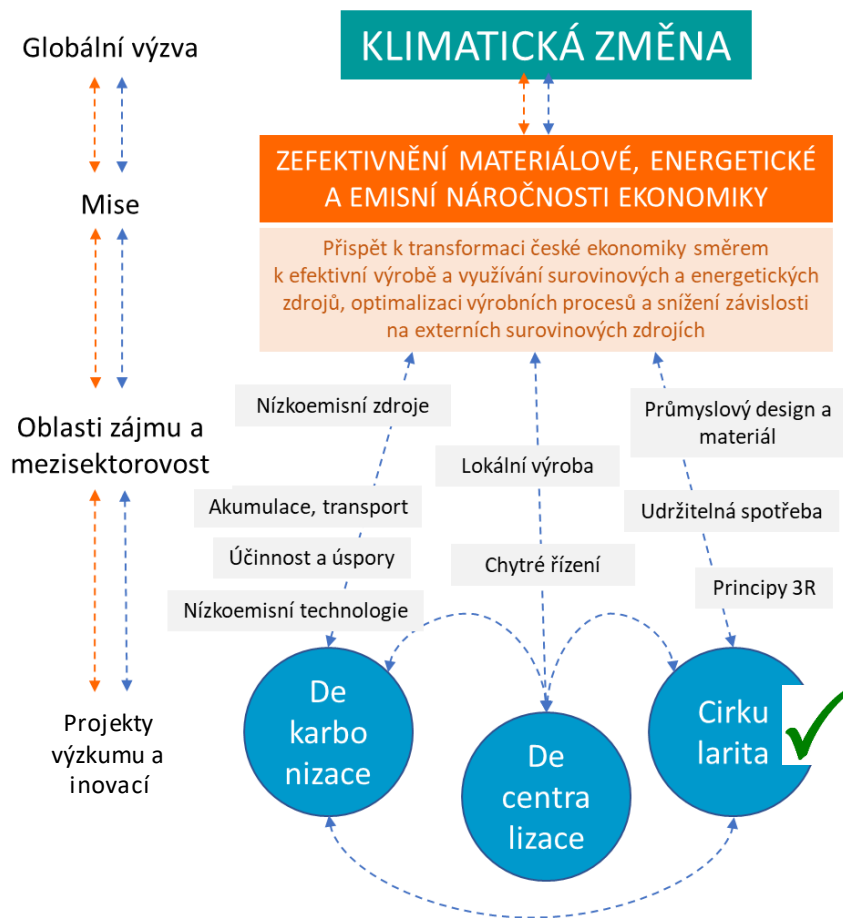 Globální výzva
KLIMATICKÁ ZMĚNA
Mise
ZEFEKTIVNĚNÍ MATERIÁLOVÉ, ENERGETICKÉ
A EMISNÍ NÁROČNOSTI EKONOMIKY
Přispět k transformaci české ekonomiky směrem
k efektivní výrobě a využívání surovinových a energetických
zdrojů, optimalizaci výrobních procesů a snížení závislosti
na externích surovinových zdrojích
Oblasti zájmu a
mezisektorovost
Nízkoemisní zdroje
Akumulace, transport
Účinnost a úspory
Nízkoemisní technologie
Lokální výroba
Chytré řízení
Průmyslový design a
materiál
Udržitelná spotřeba
Principy 3R
Projekty
výzkumu a
inovací
De
karbo
nizace
De
centra
lizace
Cirku
larita